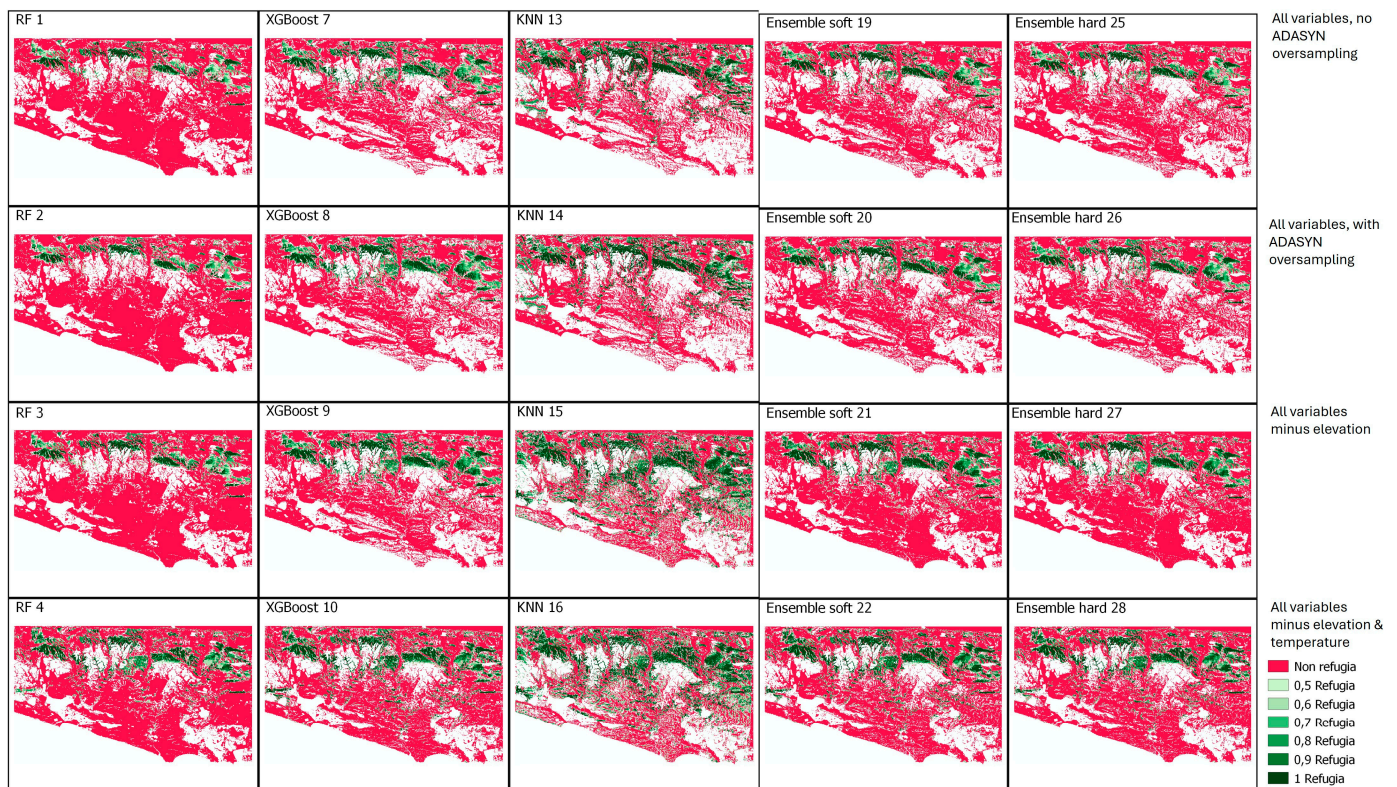 RF 1
XGBoost 7
KNN 13
Ensemble soft 19
Ensemble hard 25
All variables, no
ADASYN
oversampling
RF 2
XGBoost 8
KNN 14
Ensemble soft 20
Ensemble hard 26
All variables, with
ADASYN
oversampling
RF 3
XGBoost 9
KNN 15
Ensemble soft 21
Ensemble hard 27
All variables
minus elevation
RF 4
XGBoost 10
KNN 16
Ensemble soft 22
Ensemble hard 28
All variables
minus elevation &
temperature
Non refugia
0,5 Refugia
0,6 Refugia
0,7 Refugia
0,8 Refugia
0,9 Refugia
1 Refugia